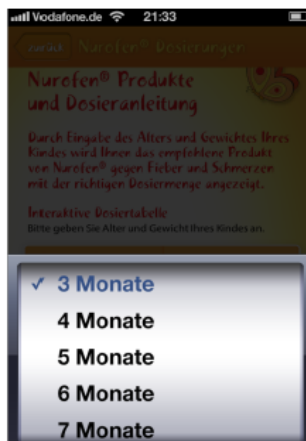 Vodafone.de 21:33
zurück Nurofen® Dosierungen
Nurofen® Produkte
und Dosieranleitung
Durch Eingabe des Alters und Gewichtes Ihres
Kindes wird Ihnen das empfohlene Produkt
von Nurofen® gegen Fieber und Schmerzen
mit der richtigen Dosiermenge angezeigt.
Interaktive Dosiertabelle
Bitte geben Sie Alter und Gewicht Ihres Kindes an.
✓ 3 Monate
4 Monate
5 Monate
6 Monate
7 Monate